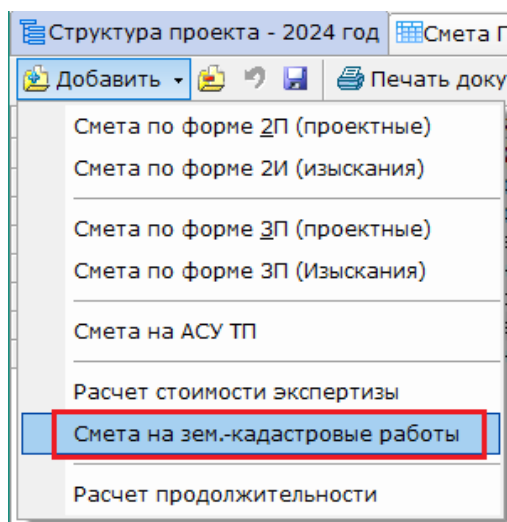 Структура проекта - 2024 год Смета П
Добавить Печать доку
Смета по форме 2П (проектные)
Смета по форме 2И (изыскания)
Смета по форме 3П (проектные)
Смета по форме 3П (Изыскания)
Смета на АСУ ТП
Расчет стоимости экспертизы
Смета на зем.-кадастровые работы
Расчет продолжительности